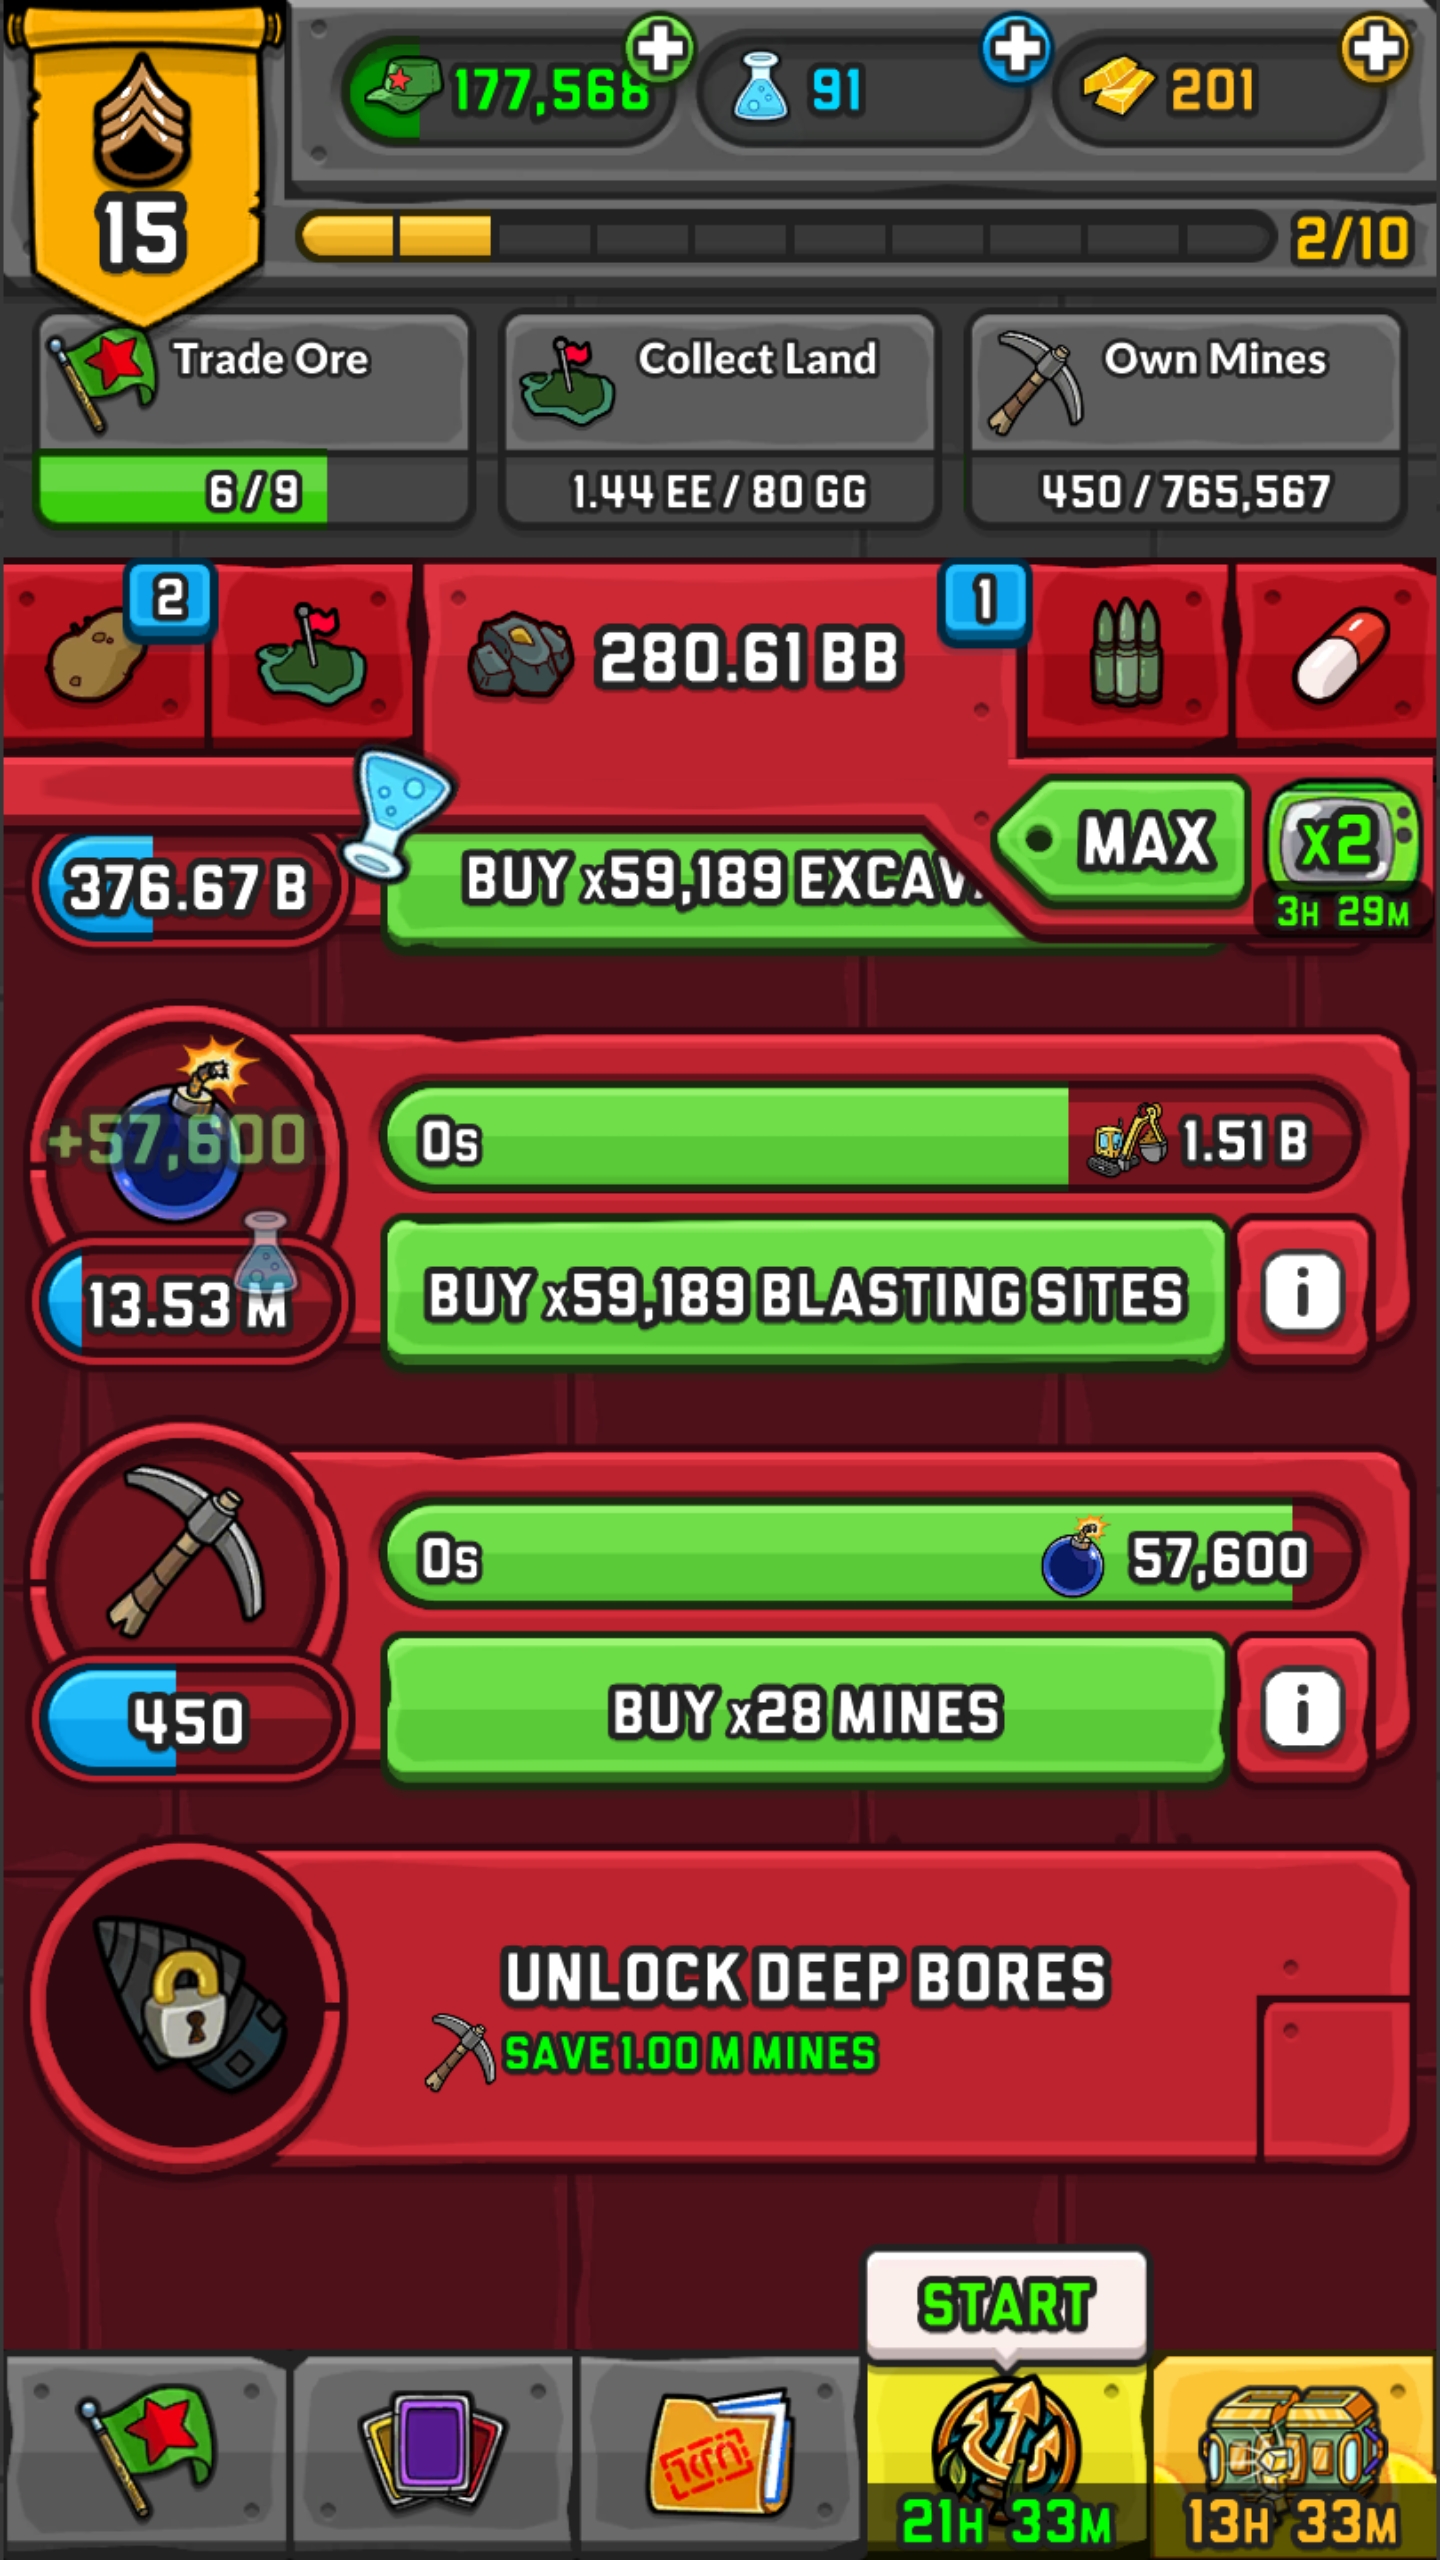 177,568
91
201
15
2/10
Trade Ore
Collect Land
Own Mines
6/9
1.44 EE / 80 GG
450 / 765,567
2
280.61 BB
1
MAX
x2
3H 29M
376.67 B
BUY x59,189 EXCAV
+57,600
0s
1.51 B
13.53 M
BUY x59,189 BLASTING SITES
i
0s
57,600
450
BUY x28 MINES
i
UNLOCK DEEP BORES
SAVE 1.00 M MINES
START
21H 33M
13H 33M